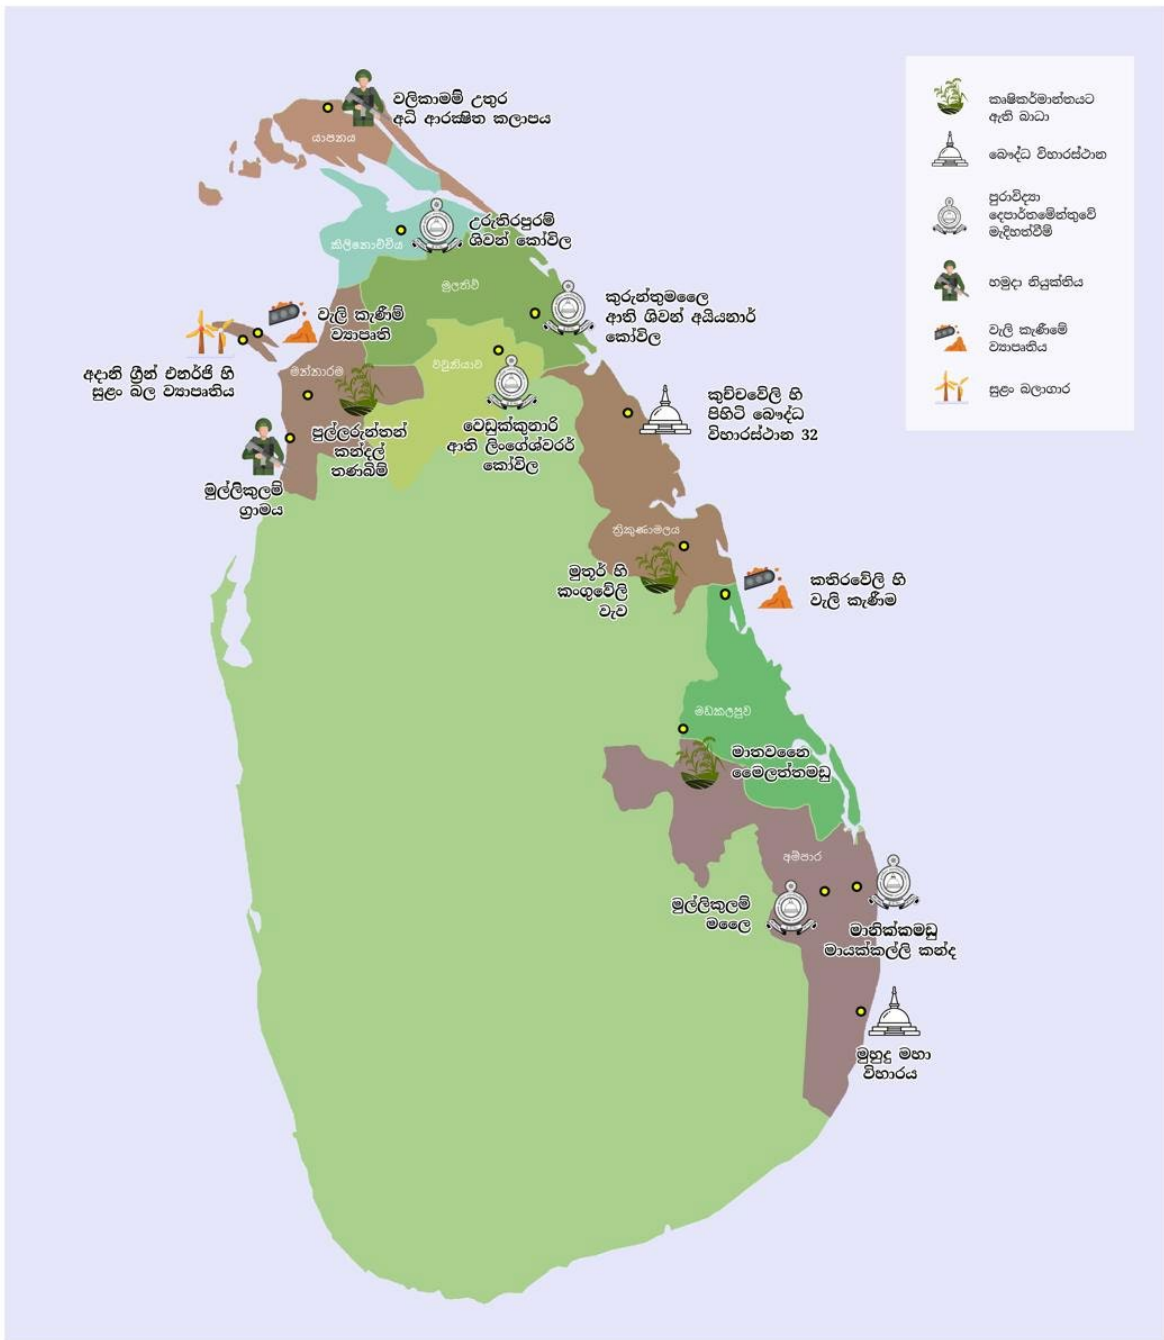 වලිකාමම් උතුර
අධි ආරක්ෂිත කලාපය
යාපනය
උරුතිරපුරම්
ශිවන් කෝවිල
කිලිනොච්චිය
මුලතිව්
කුරුන්තුමලෛ
ආති ශිවන් අයියනාර්
කෝවිල
වැලි කැණීම්
ව්‍යාපෘති
අදානි ග්‍රීන් එනර්ජි හි
සුළං බල ව්‍යාපෘතිය
මන්නාරම
වවුනියාව
පුල්ලරුන්තන්
කන්දල්
තණබිම්
වෙඩුක්කුනාරි
ආති ලිංගේශ්වරර්
කෝවිල
කුච්චවේලි හි
පිහිටි බෞද්ධ
විහාරස්ථාන 32
මුල්ලිකුලම්
ග්‍රාමය
ත්‍රිකුණාමලය
මුතූර් හි
කංගුවේලි
වැව
කතිරවේලි හි
වැලි කැණීම
මඩකලපුව
මාතවනෛ
මෛලත්තමඩු
අම්පාර
මුල්ලිකුලම්
මලෛ
මානික්කමඩු
මායක්කල්ලි කන්ද
මුහුදු මහා
විහාරය
කෘෂිකර්මාන්තයට
ඇති බාධා
බෞද්ධ විහාරස්ථාන
පුරාවිද්‍යා
දෙපාර්තමේන්තුවේ
මැදිහත්වීම්
හමුදා නියුක්තිය
වැලි කැණීමේ
ව්‍යාපෘතිය
සුළං බලාගාර